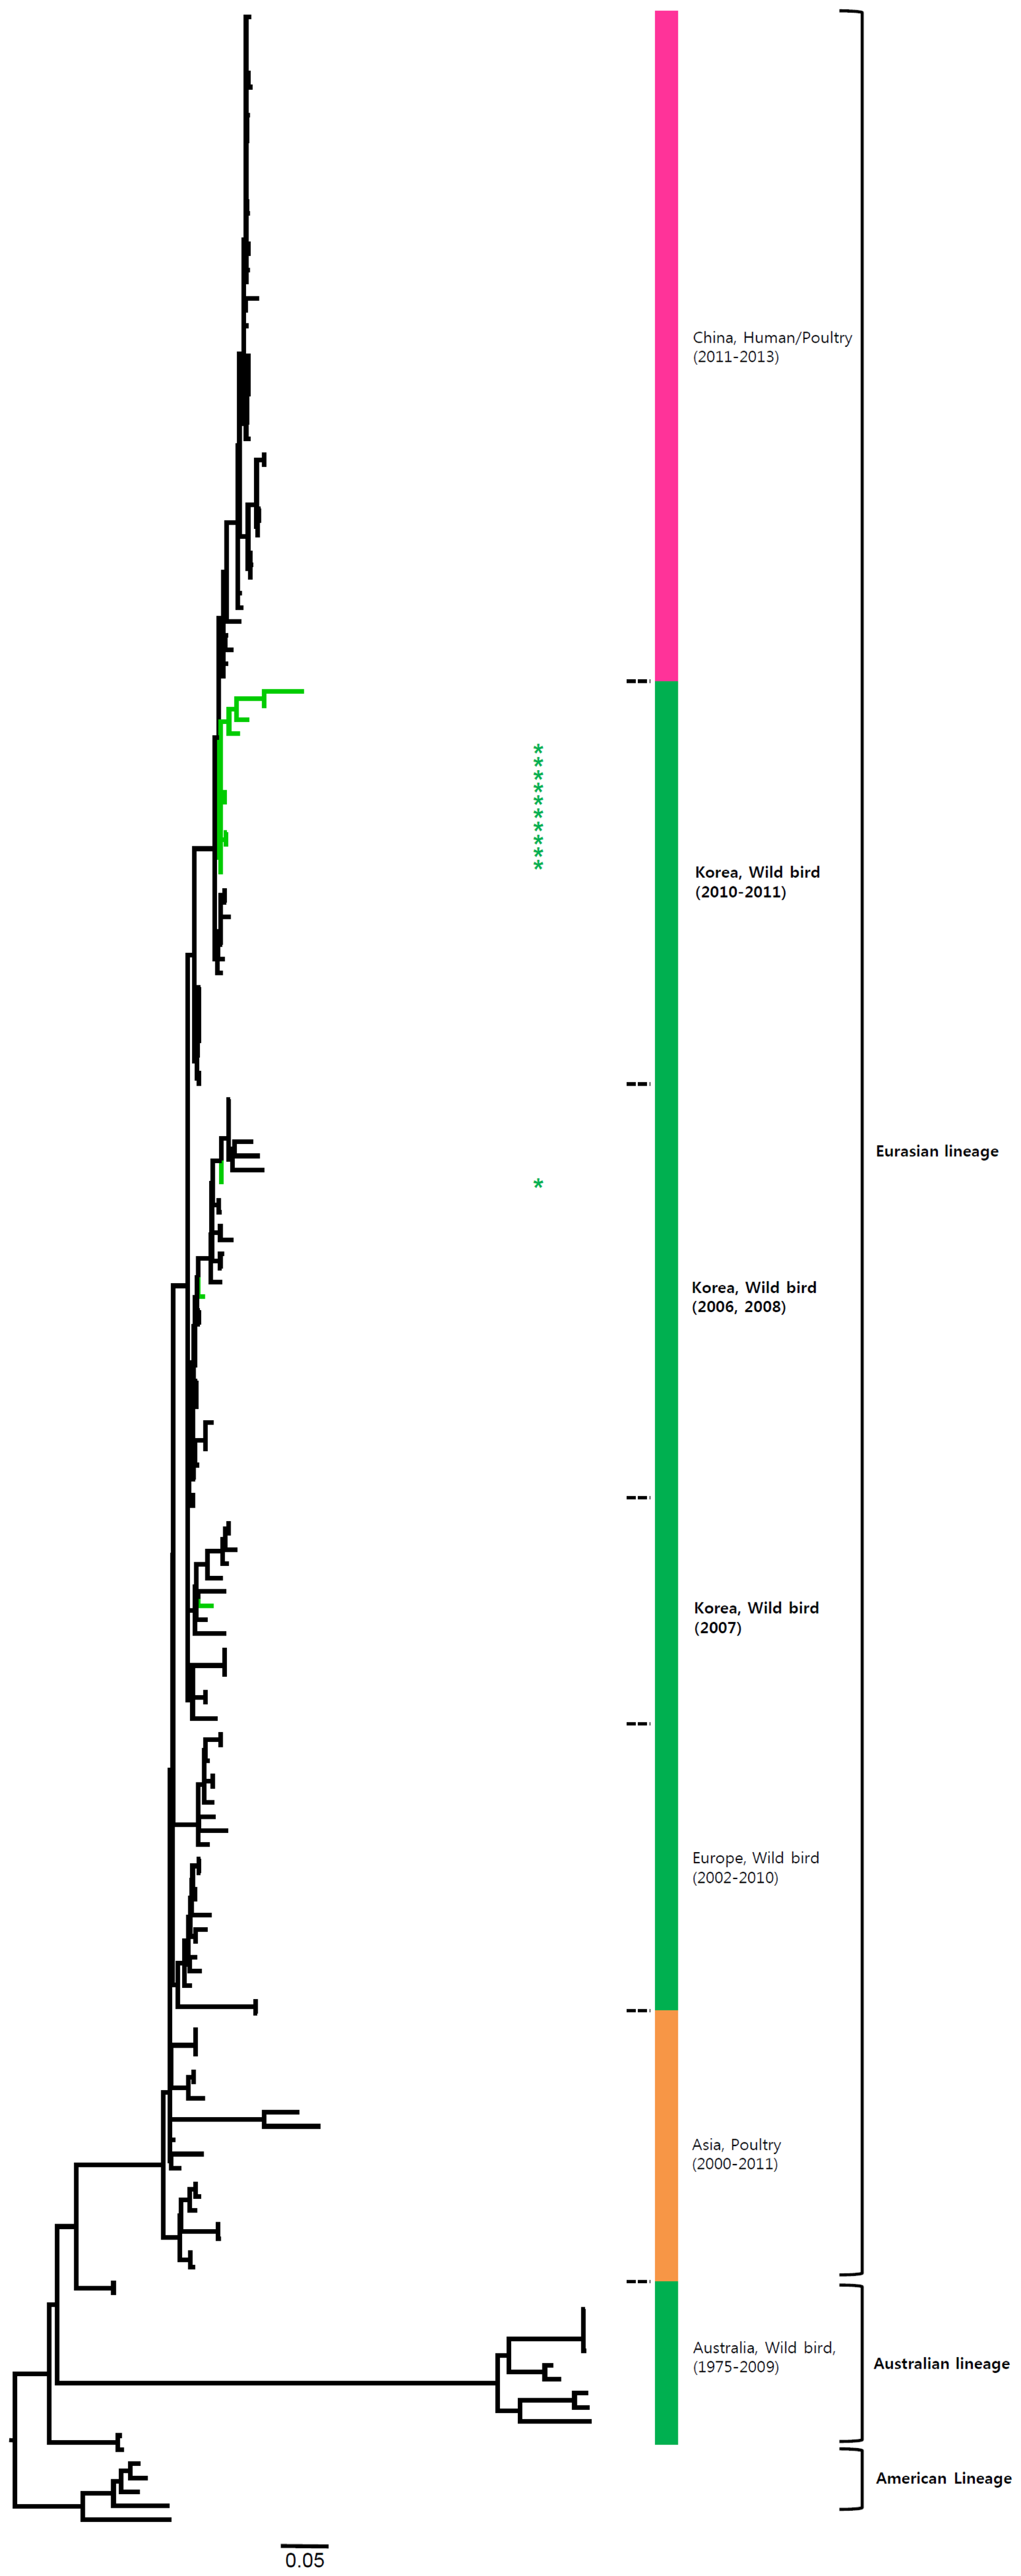 China, Human/Poultry
(2011-2013)
*
*
*
*
*
*
*
*
*
*
Korea, Wild bird
(2010-2011)
Eurasian lineage
*
Korea, Wild bird
(2006, 2008)
Korea, Wild bird
(2007)
Europe, Wild bird
(2002-2010)
Asia, Poultry
(2000-2011)
Australia, Wild bird,
(1975-2009)
Australian lineage
American Lineage
0.05